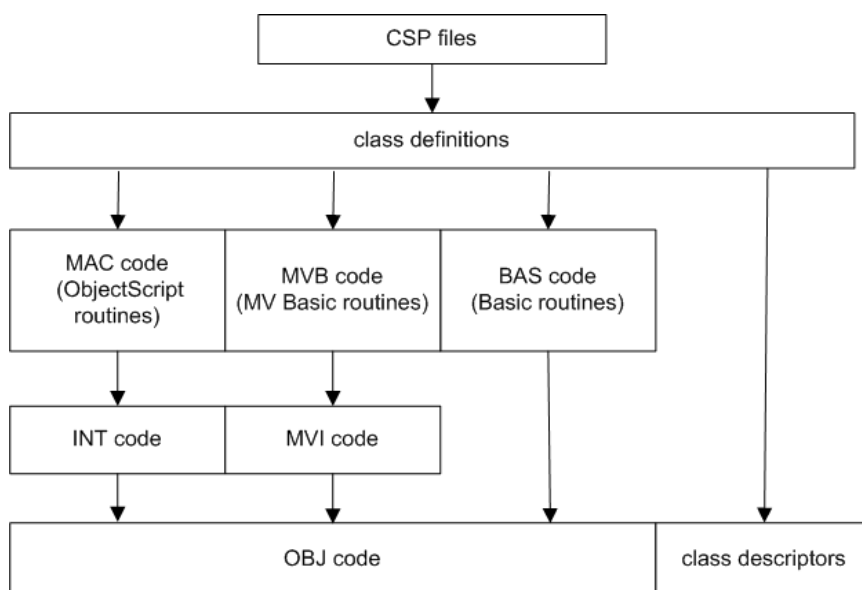 CSP files
class definitions
MAC code
(ObjectScript
routines)
MVB code
(MV Basic routines)
BAS code
(Basic routines)
INT code
MVI code
OBJ code
class descriptors